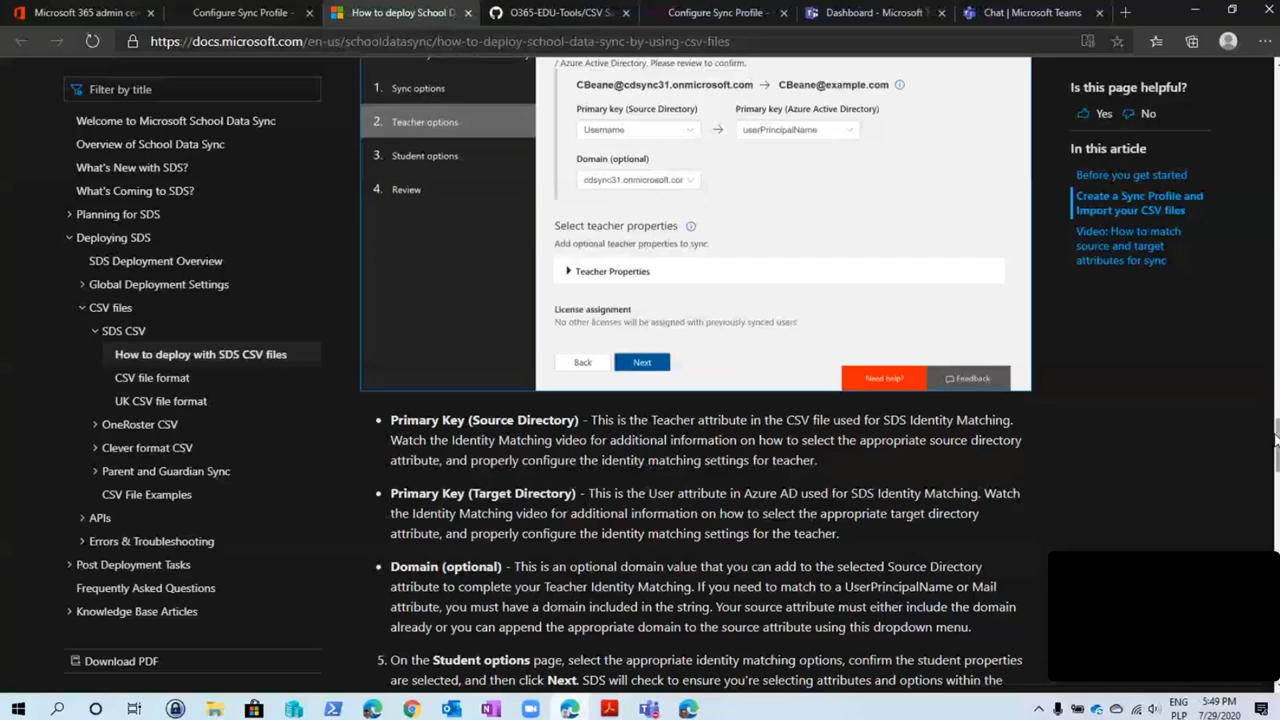 Microsoft 365 admin ce
Configure Sync Profile -
How to deploy School D
O365-EDU-Tools/CSV Sa
Configure Sync Profile -
Dashboard - Microsoft T
Chat | Microsoft Teams
https://docs.microsoft.com/en-us/schooldatasync/how-to-deploy-school-data-sync-by-using-csv-files
Filter by title
Welcome to Microsoft School Data Sync
Overview of School Data Sync
What's New with SDS?
What's Coming to SDS?
Planning for SDS
Deploying SDS
SDS Deployment Overview
Global Deployment Settings
CSV files
SDS CSV
How to deploy with SDS CSV files
CSV file format
UK CSV file format
OneRoster CSV
Clever format CSV
Parent and Guardian Sync
CSV File Examples
APIs
Errors & Troubleshooting
Post Deployment Tasks
Frequently Asked Questions
Knowledge Base Articles
Download PDF
1. Sync options
2. Teacher options
3. Student options
4. Review
/ Azure Active Directory. Please review to confirm.
CBeane@cdsync31.onmicrosoft.com → CBeane@example.com
Primary key (Source Directory) Primary key (Azure Active Directory)
Username → userPrincipalName
Domain (optional)
cdsync31.onmicrosoft.cor
Select teacher properties
Add optional teacher properties to sync.
Teacher Properties
License assignment
No other licenses will be assigned with previously synced users
Back Next
Need help? Feedback
• Primary Key (Source Directory) - This is the Teacher attribute in the CSV file used for SDS Identity Matching.
Watch the Identity Matching video for additional information on how to select the appropriate source directory
attribute, and properly configure the identity matching settings for teacher.
• Primary Key (Target Directory) - This is the User attribute in Azure AD used for SDS Identity Matching. Watch
the Identity Matching video for additional information on how to select the appropriate target directory
attribute, and properly configure the identity matching settings for the teacher.
• Domain (optional) - This is an optional domain value that you can add to the selected Source Directory
attribute to complete your Teacher Identity Matching. If you need to match to a UserPrincipalName or Mail
attribute, you must have a domain included in the string. Your source attribute must either include the domain
already or you can append the appropriate domain to the source attribute using this dropdown menu.
5. On the Student options page, select the appropriate identity matching options, confirm the student properties
are selected, and then click Next. SDS will check to ensure you're selecting attributes and options within the
Is this page helpful?
Yes No
In this article
Before you get started
Create a Sync Profile and
Import your CSV files
Video: How to match
source and target
attributes for sync
ENG
PLP
5:49 PM
7/29/2020